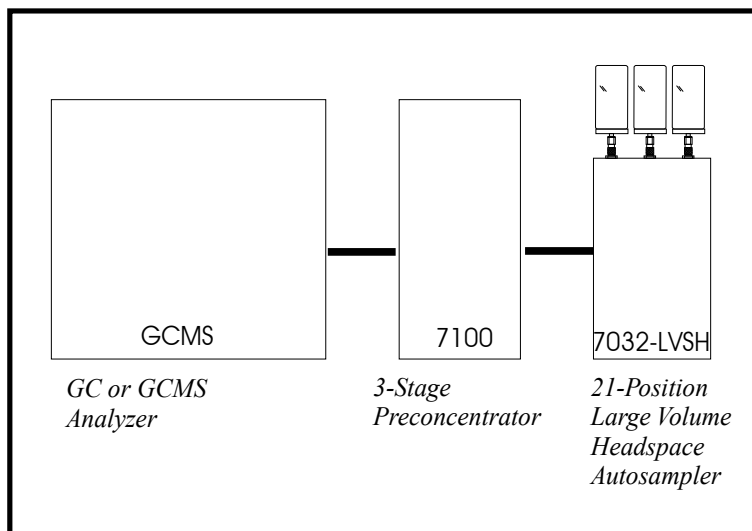 GCMS
7100
7032-LVSH
GC or GCMS
Analyzer
3-Stage
Preconcentrator
21-Position
Large Volume
Headspace
Autosampler